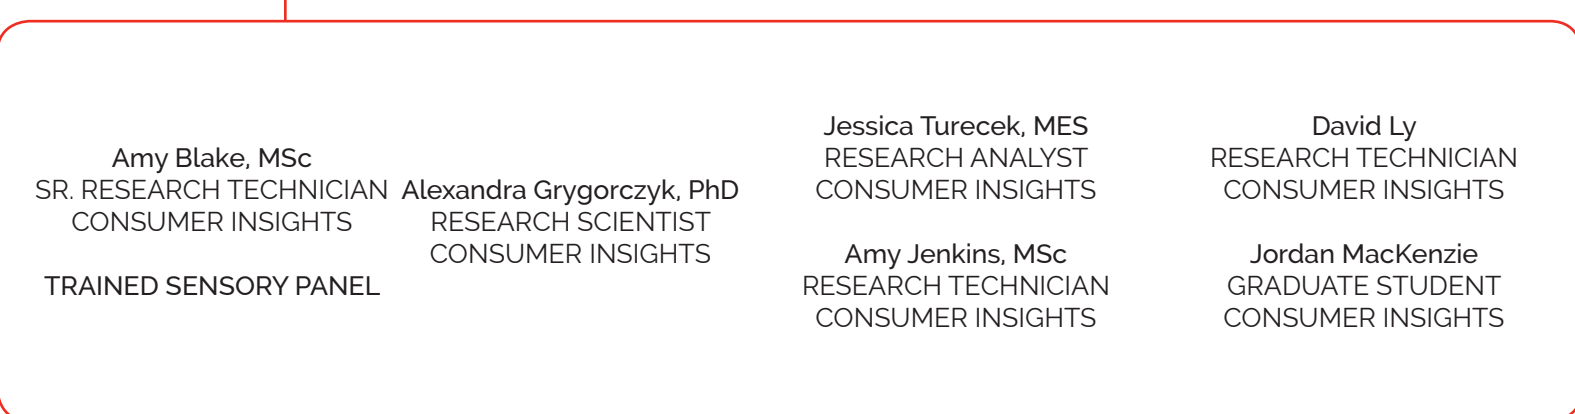 Amy Blake, MSc
SR. RESEARCH TECHNICIAN
CONSUMER INSIGHTS
TRAINED SENSORY PANEL
Alexandra Grygorczyk, PhD
RESEARCH SCIENTIST
CONSUMER INSIGHTS
Jessica Turecek, MES
RESEARCH ANALYST
CONSUMER INSIGHTS
Amy Jenkins, MSc
RESEARCH TECHNICIAN
CONSUMER INSIGHTS
David Ly
RESEARCH TECHNICIAN
CONSUMER INSIGHTS
Jordan MacKenzie
GRADUATE STUDENT
CONSUMER INSIGHTS